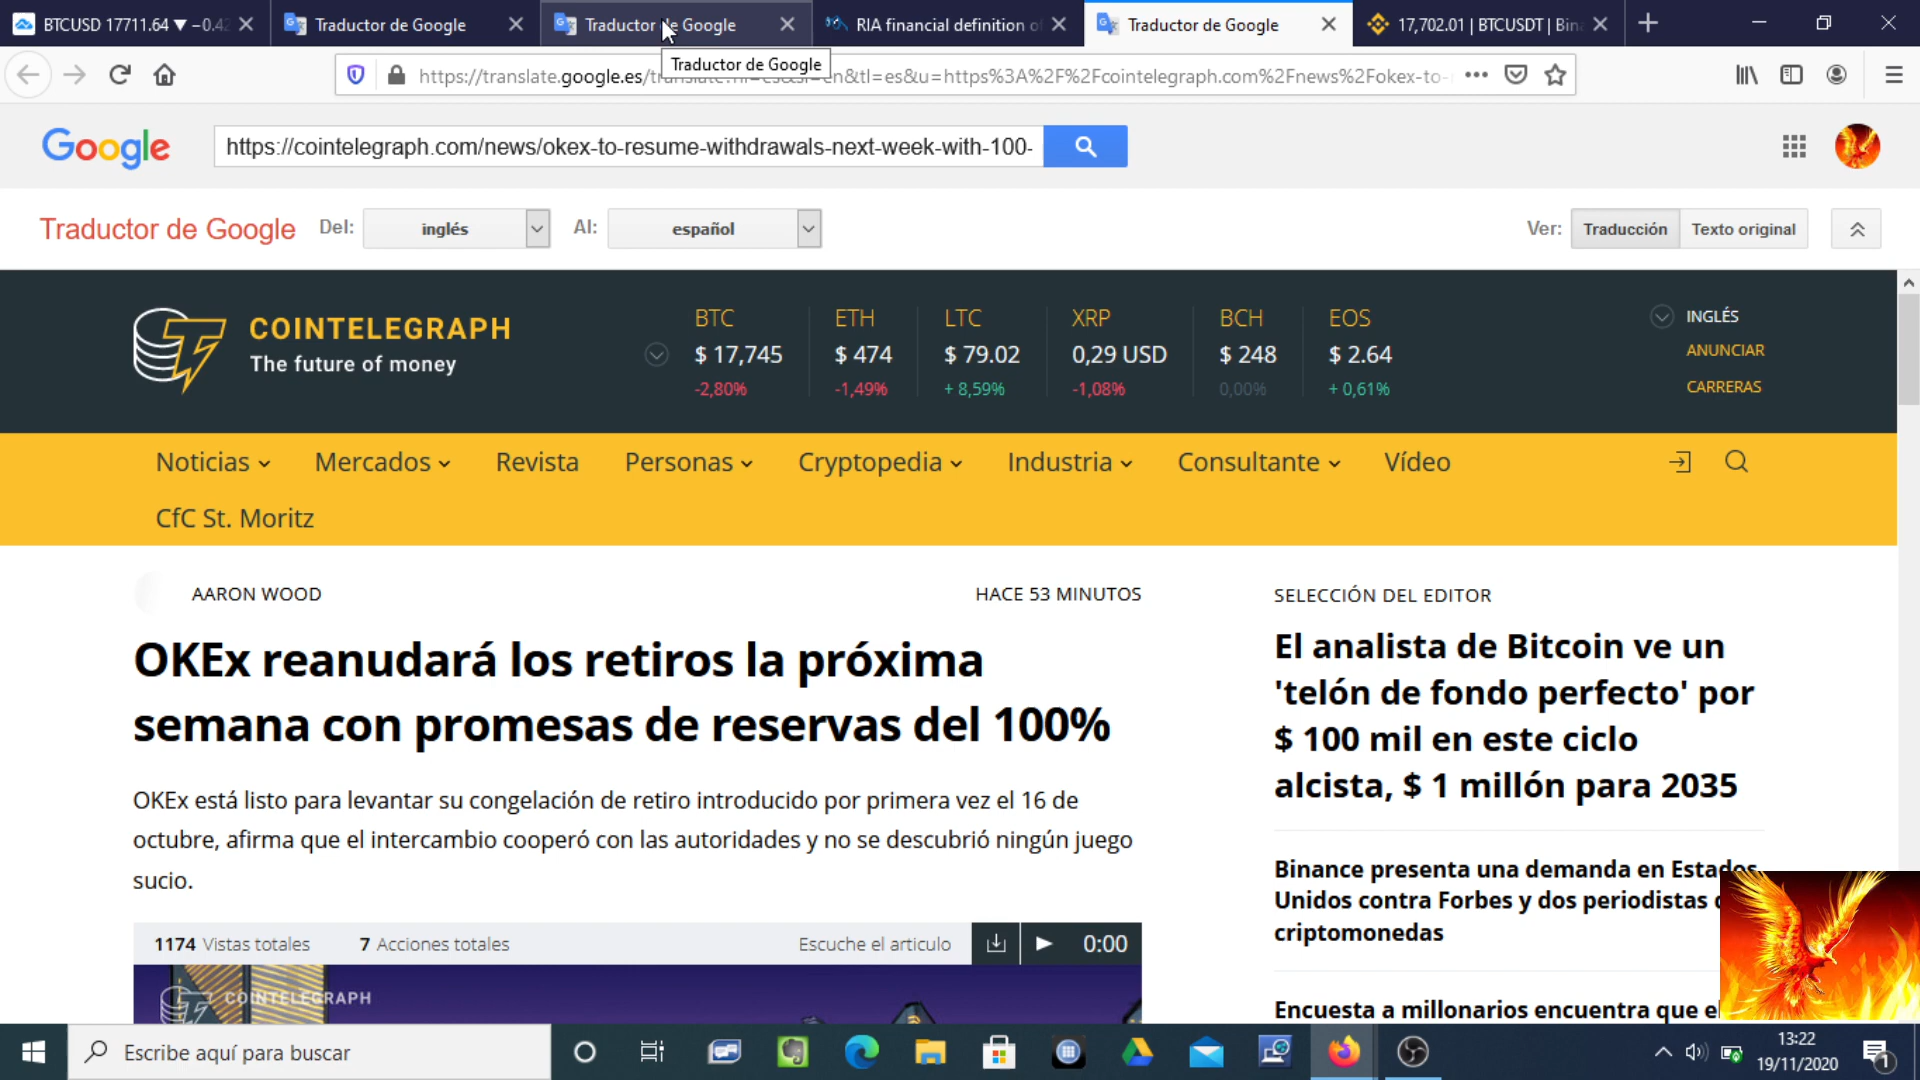 BTCUSD 17711.64 ▼ −0.42
Traductor de Google
Traductor de Google
RIA financial definition of
Traductor de Google
17,702.01 | BTCUSDT | Bin
Traductor de Google
https://translate.google.es/translate?hl=es&sl=en&tl=es&u=https%3A%2F%2Fcointelegraph.com%2Fnews%2Fokex-to-
Google
https://cointelegraph.com/news/okex-to-resume-withdrawals-next-week-with-100-
Traductor de Google
Del:
inglés
Al:
español
Ver:
Traducción
Texto original
COINTELEGRAPH
The future of money
BTC
$ 17,745
-2,80%
ETH
$ 474
-1,49%
LTC
$ 79.02
+ 8,59%
XRP
0,29 USD
-1,08%
BCH
$ 248
0,00%
EOS
$ 2.64
+ 0,61%
INGLÉS
ANUNCIAR
CARRERAS
Noticias
Mercados
Revista
Personas
Cryptopedia
Industria
Consultante
Vídeo
CfC St. Moritz
AARON WOOD
HACE 53 MINUTOS
OKEx reanudará los retiros la próxima
semana con promesas de reservas del 100%
OKEx está listo para levantar su congelación de retiro introducido por primera vez el 16 de
octubre, afirma que el intercambio cooperó con las autoridades y no se descubrió ningún juego
sucio.
1174 Vistas totales
7 Acciones totales
Escuche el articulo
0:00
COINTELEGRAPH
SELECCIÓN DEL EDITOR
El analista de Bitcoin ve un
'telón de fondo perfecto' por
$ 100 mil en este ciclo
alcista, $ 1 millón para 2035
Binance presenta una demanda en Estados
Unidos contra Forbes y dos periodistas
criptomonedas
Encuesta a millonarios encuentra que el
Escribe aquí para buscar
13:22
19/11/2020
1